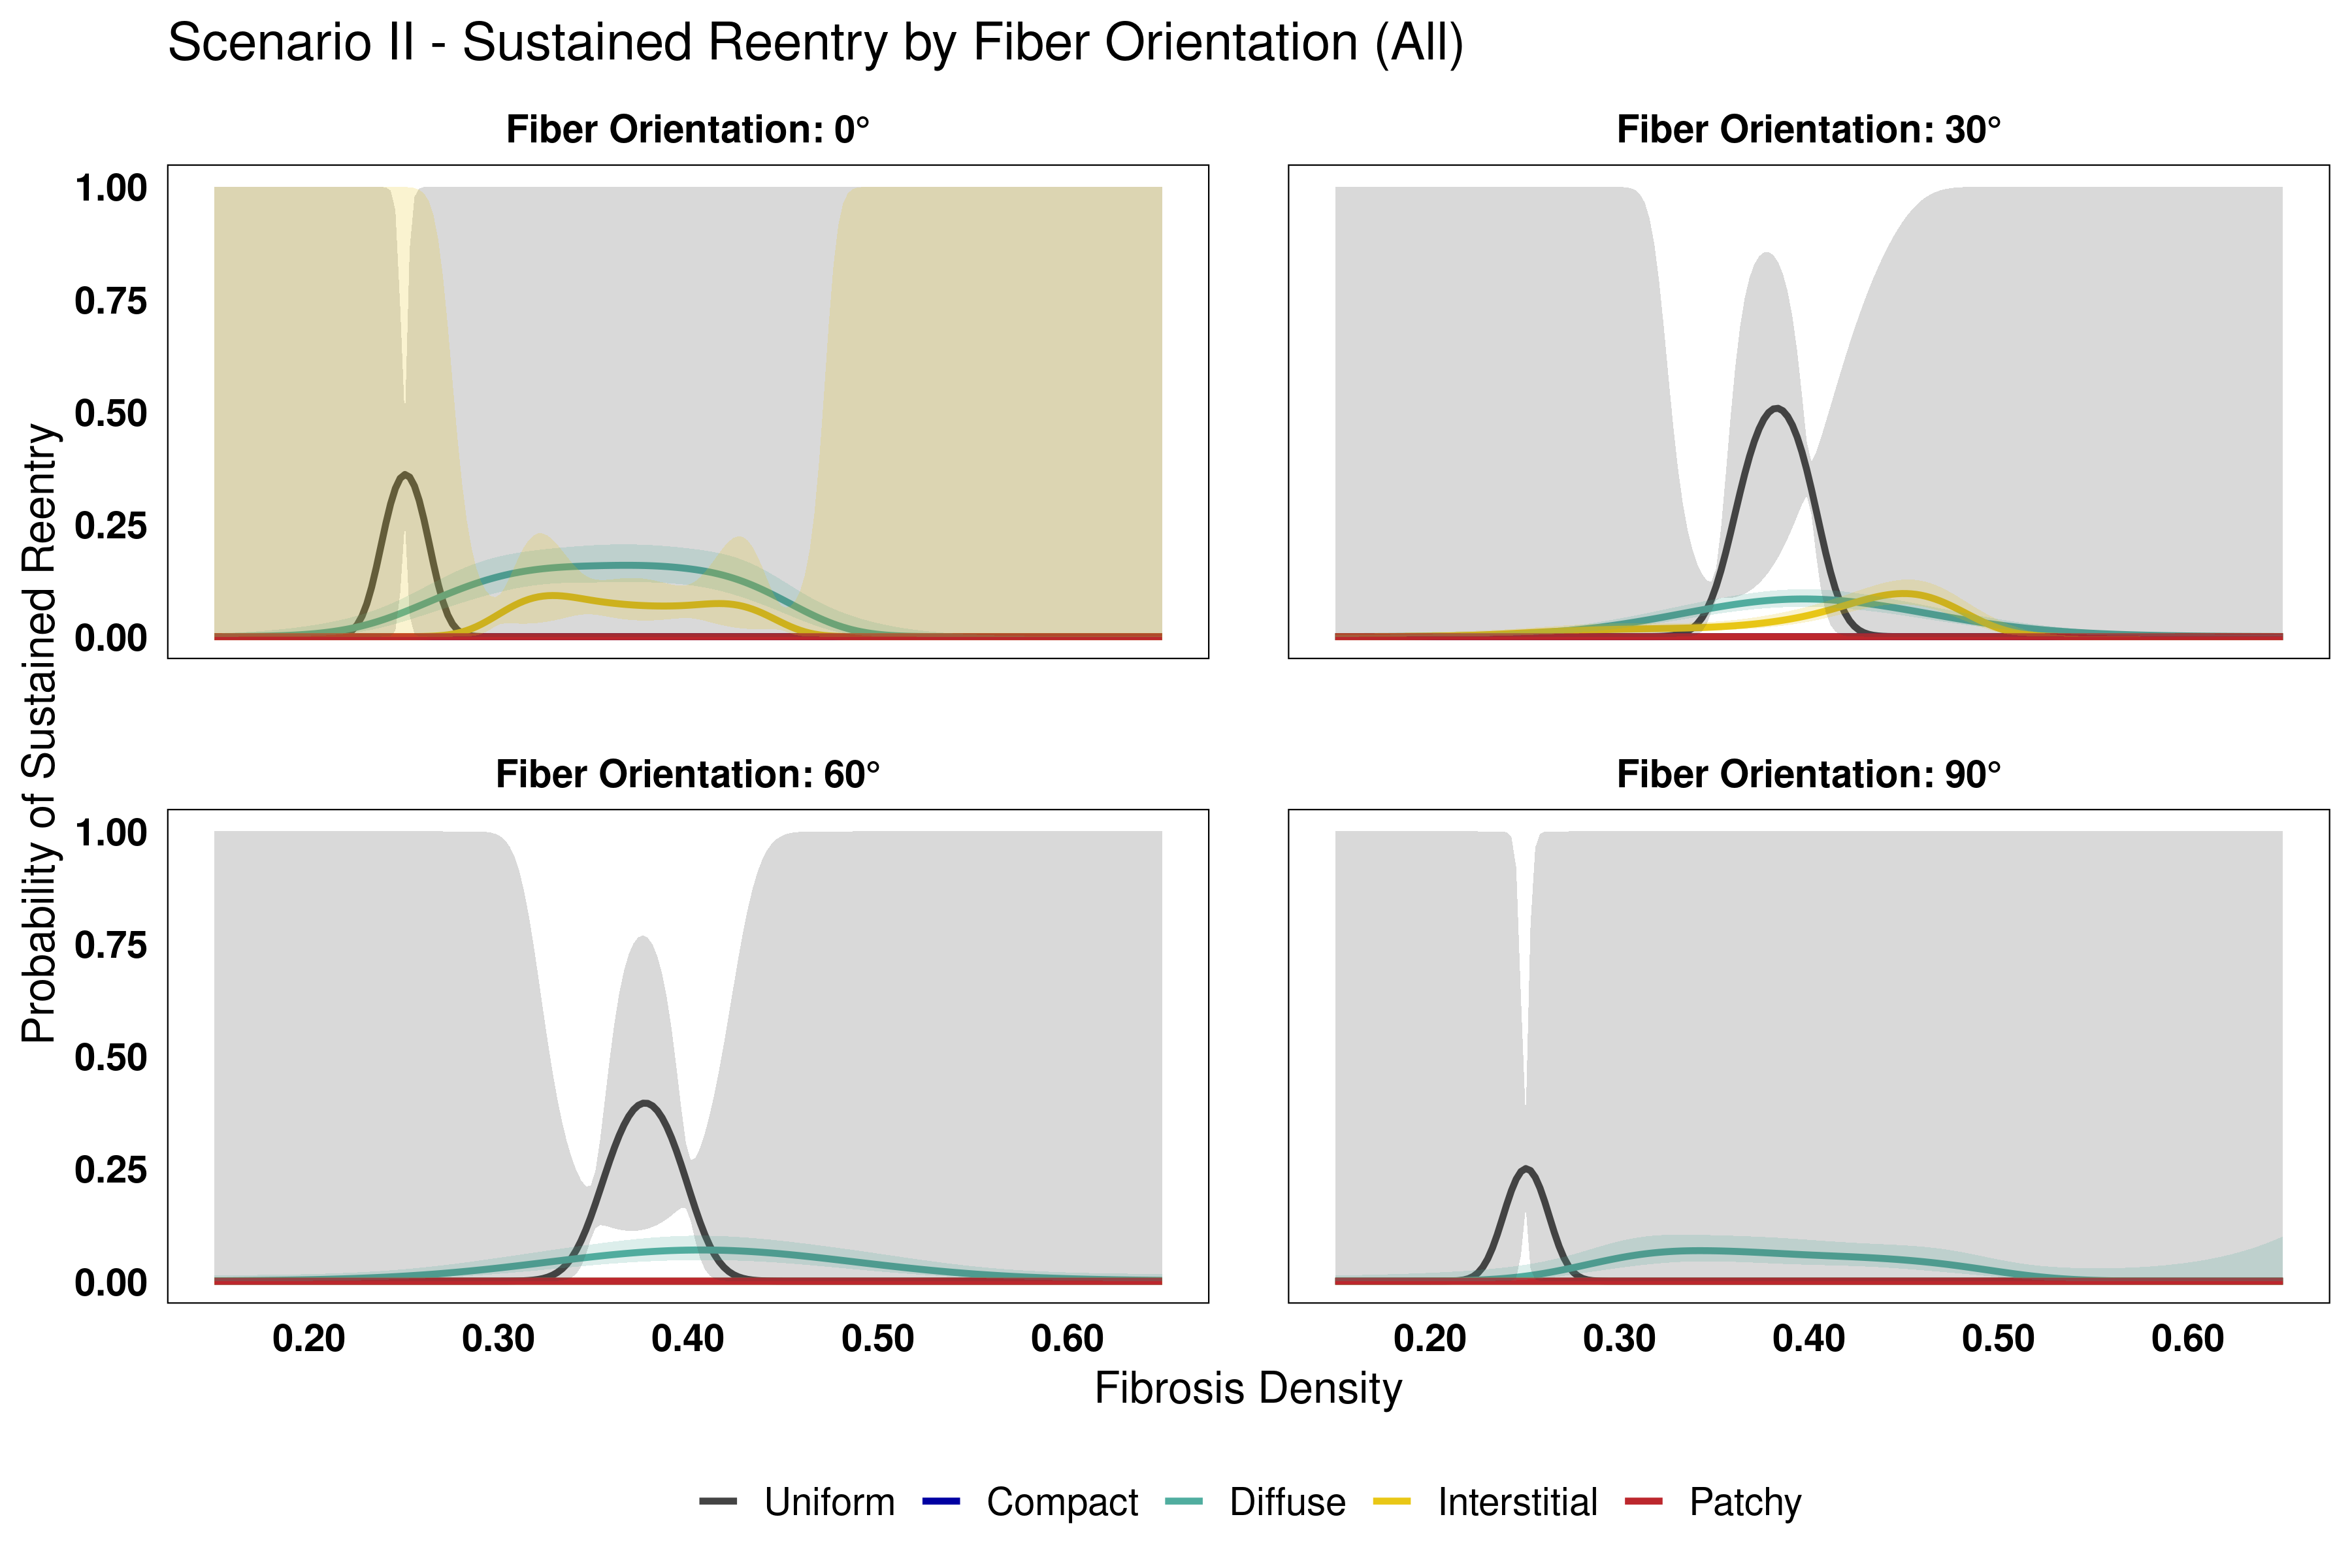 Scenario II - Sustained Reentry by Fiber Orientation (All)
Fiber Orientation: 0°
Fiber Orientation: 30°
1.00
0.75
0.50
0.25
0.00
Fiber Orientation: 60°
Fiber Orientation: 90°
1.00
0.75
0.50
0.25
0.00
Probability of Sustained Reentry
0.20 0.30 0.40 0.50 0.60
0.20 0.30 0.40 0.50 0.60
Fibrosis Density
Uniform Compact Diffuse Interstitial Patchy